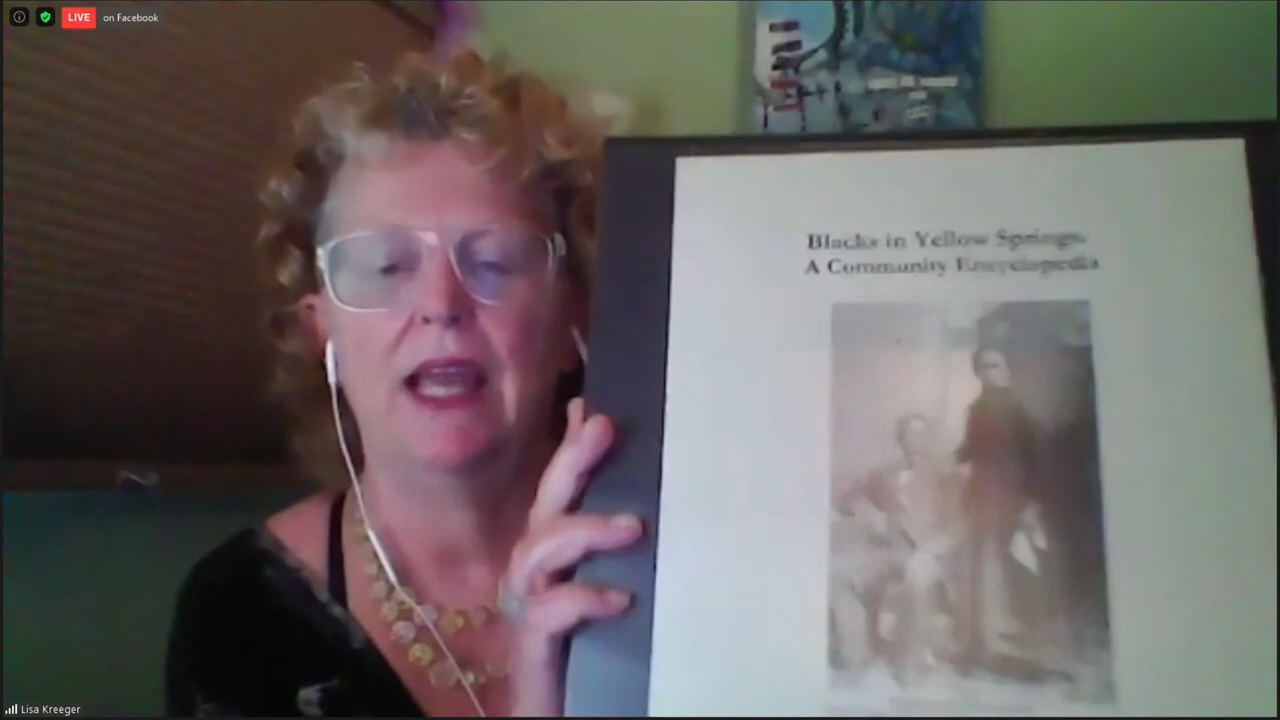 LIVE on Facebook
Blacks in Yellow Springs.
A Community Encyclopedia
Lisa Kreeger